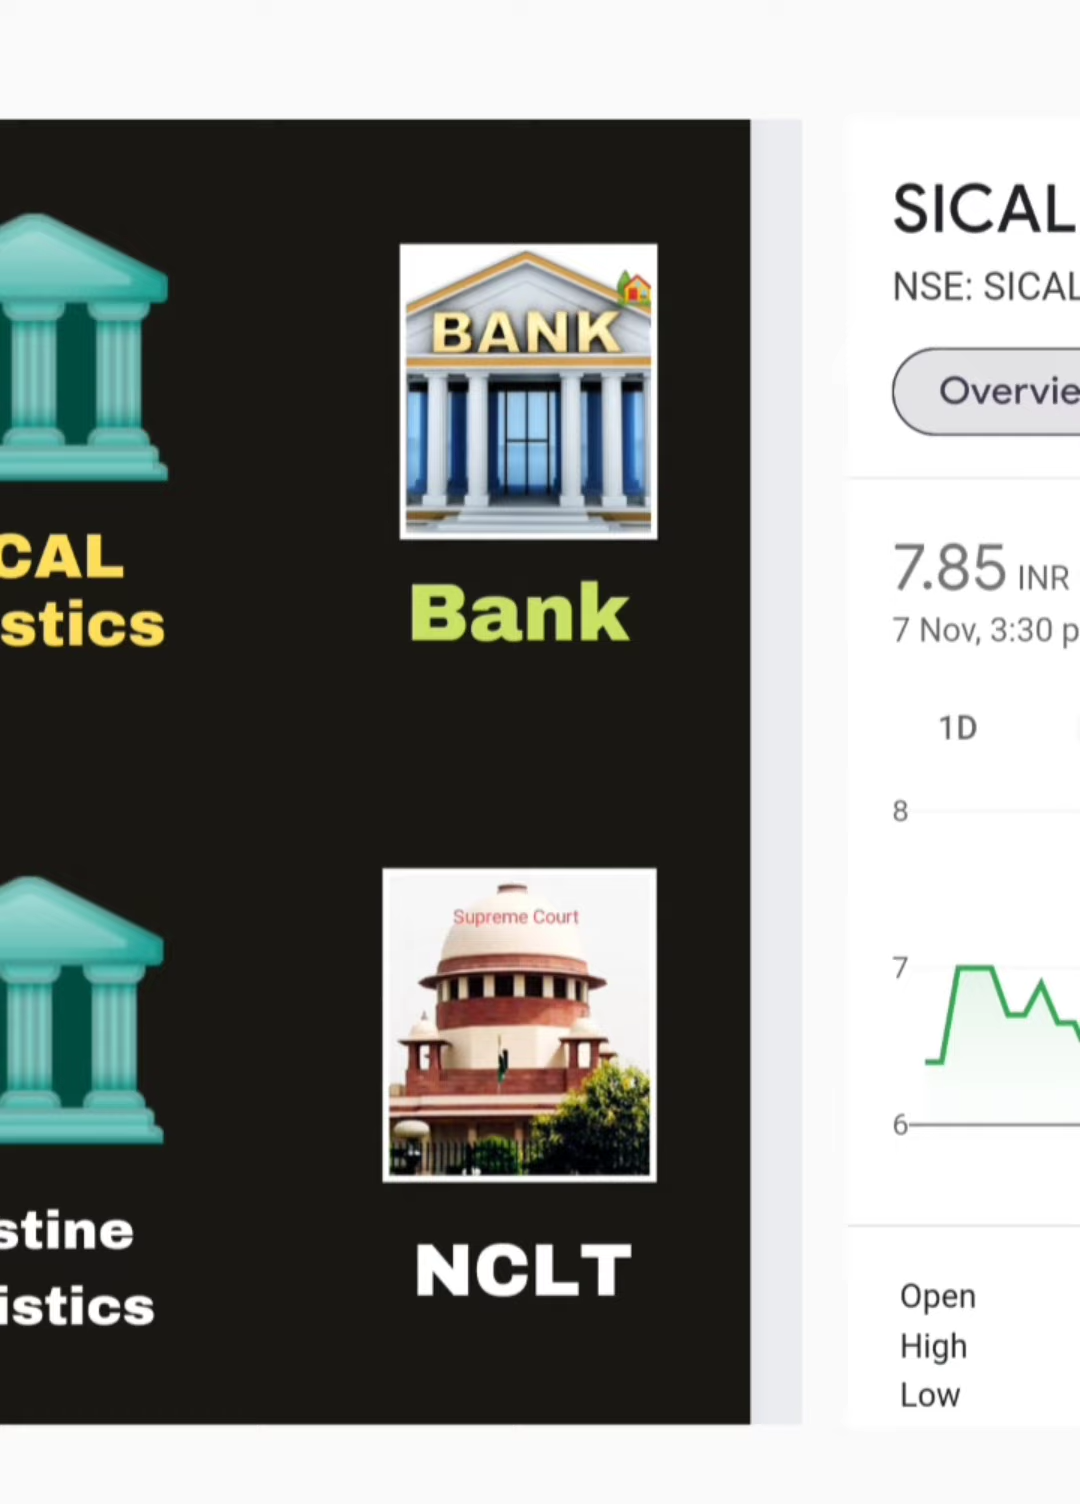 BANK
CAL
stics
Bank
Supreme Court
stine
istics
NCLT
SICAL
NSE: SICAL
Overvie
7.85 INR
7 Nov, 3:30 p
1D
8
7
6
Open
High
Low